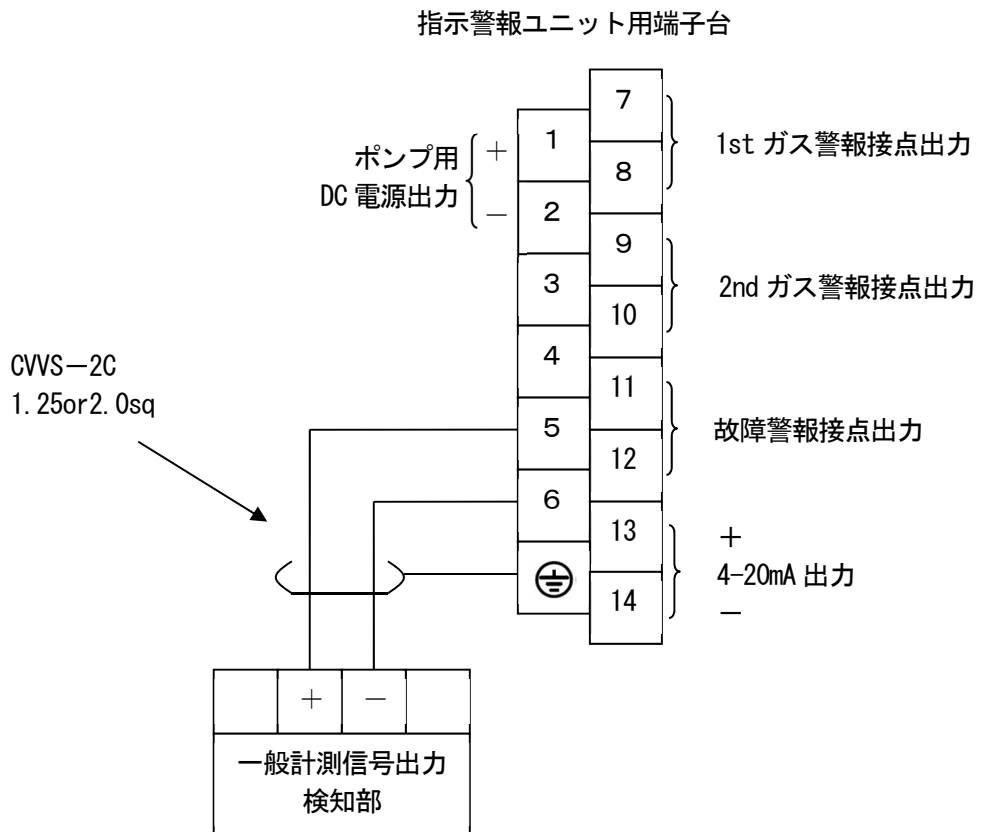 指示警報ユニット用端子台
ポンプ用
DC 電源出力
+
－
1
2
3
4
5
6
7
8
9
10
11
12
13
14
1st ガス警報接点出力
2nd ガス警報接点出力
故障警報接点出力
+
4-20mA 出力
－
CVVS－2C
1.25or2.0sq
+
－
一般計測信号出力
検知部